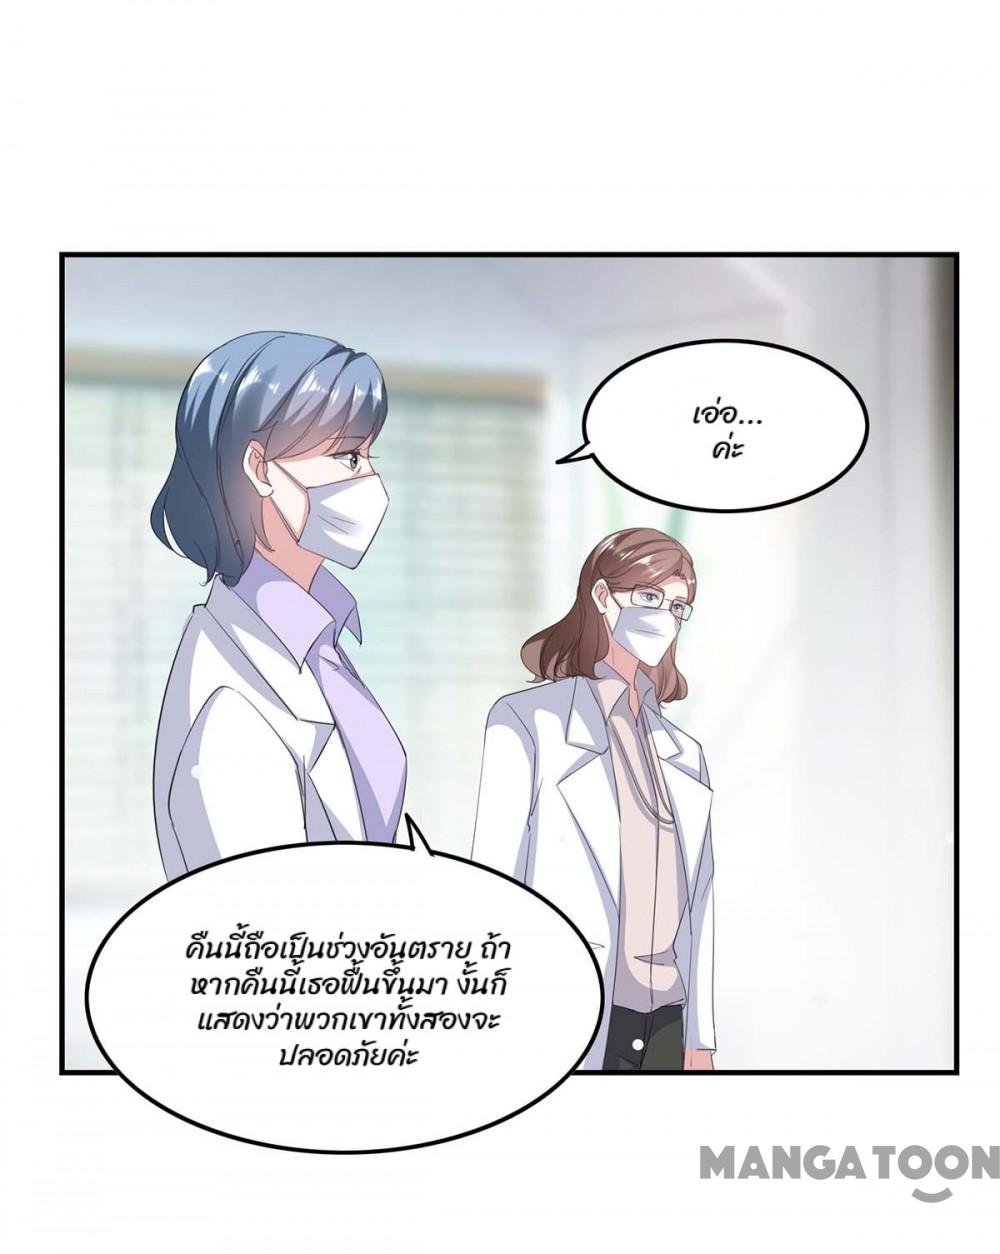 เอ่อ...
ค่ะ
คืนนี้ถือเป็นช่วงอันตราย ถ้า
หากคืนนี้เธอฟื้นขึ้นมา งั้นก็
แสดงว่าพวกเขาทั้งสองจะ
ปลอดภัยค่ะ
MANGATOON